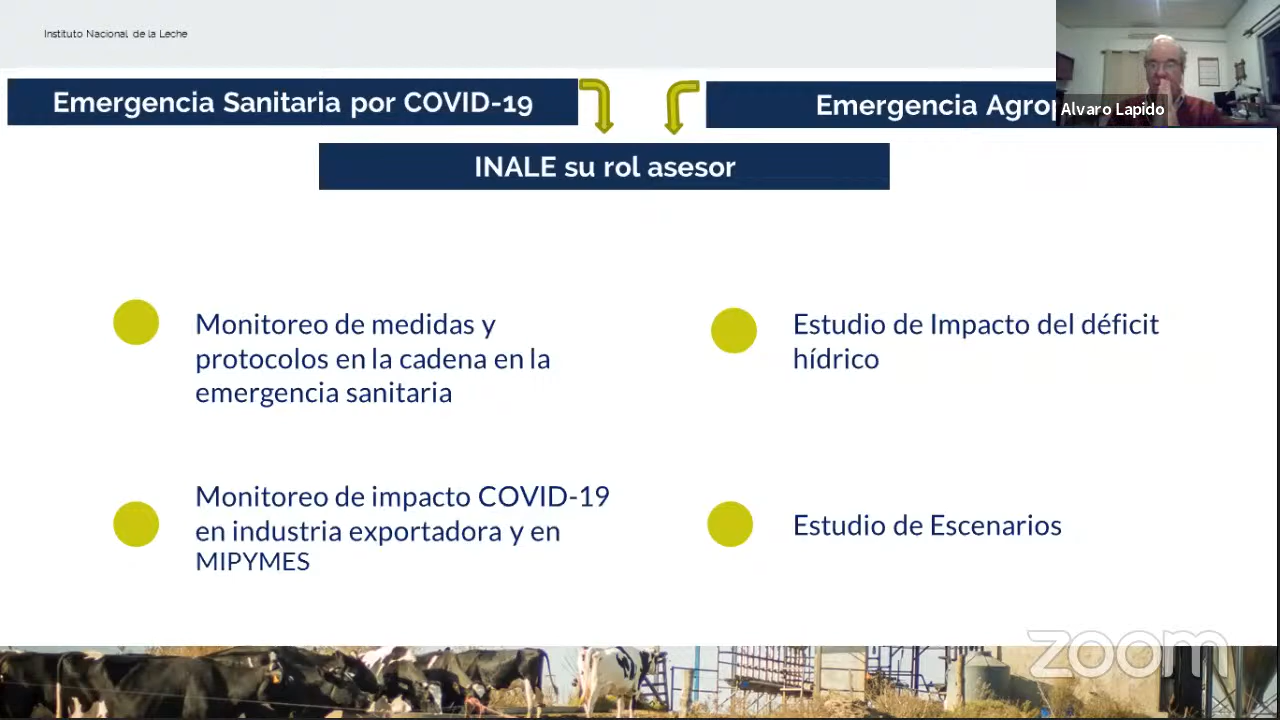 Instituto Nacional de la Leche
Emergencia Sanitaria por COVID-19
Emergencia
Alvaro Lapido
INALE su rol asesor
Monitoreo de medidas y
protocolos en la cadena en la
emergencia sanitaria
Estudio de Impacto del déficit
hídrico
Monitoreo de impacto COVID-19
en industria exportadora y en
MIPYMES
Estudio de Escenarios
zoom